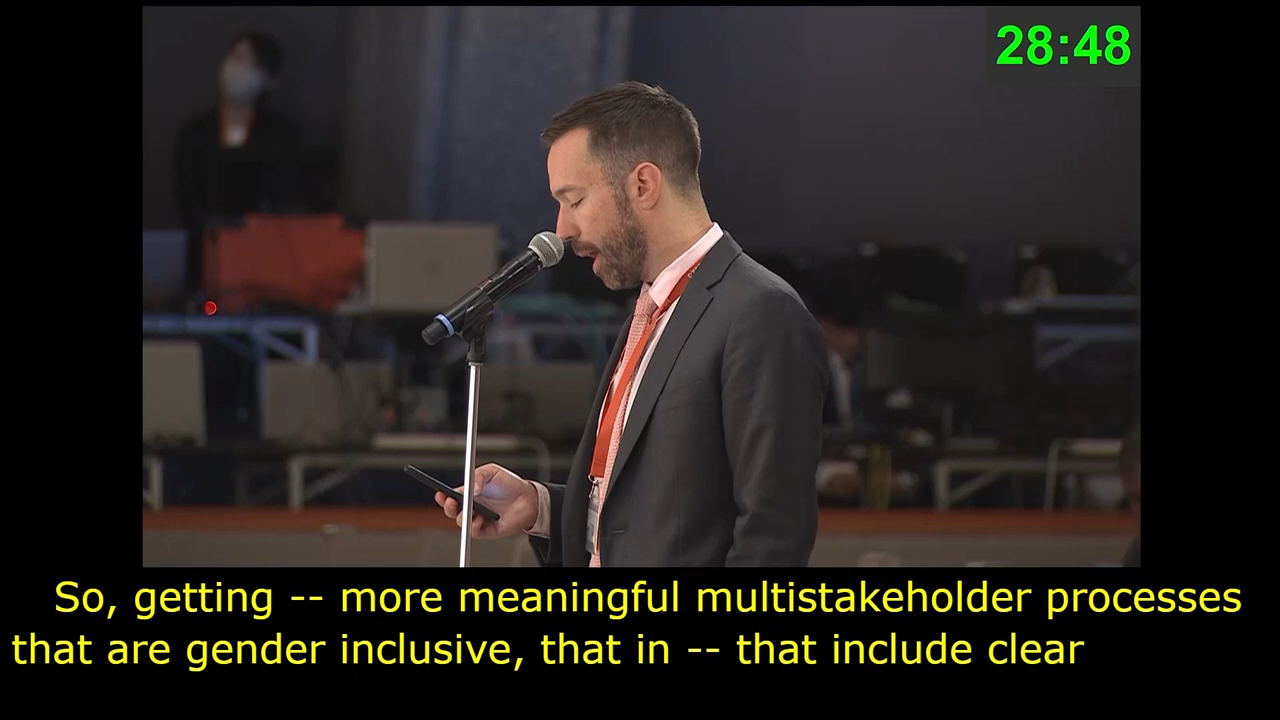 28:48
So, getting -- more meaningful multistakeholder processes
that are gender inclusive, that in -- that include clear